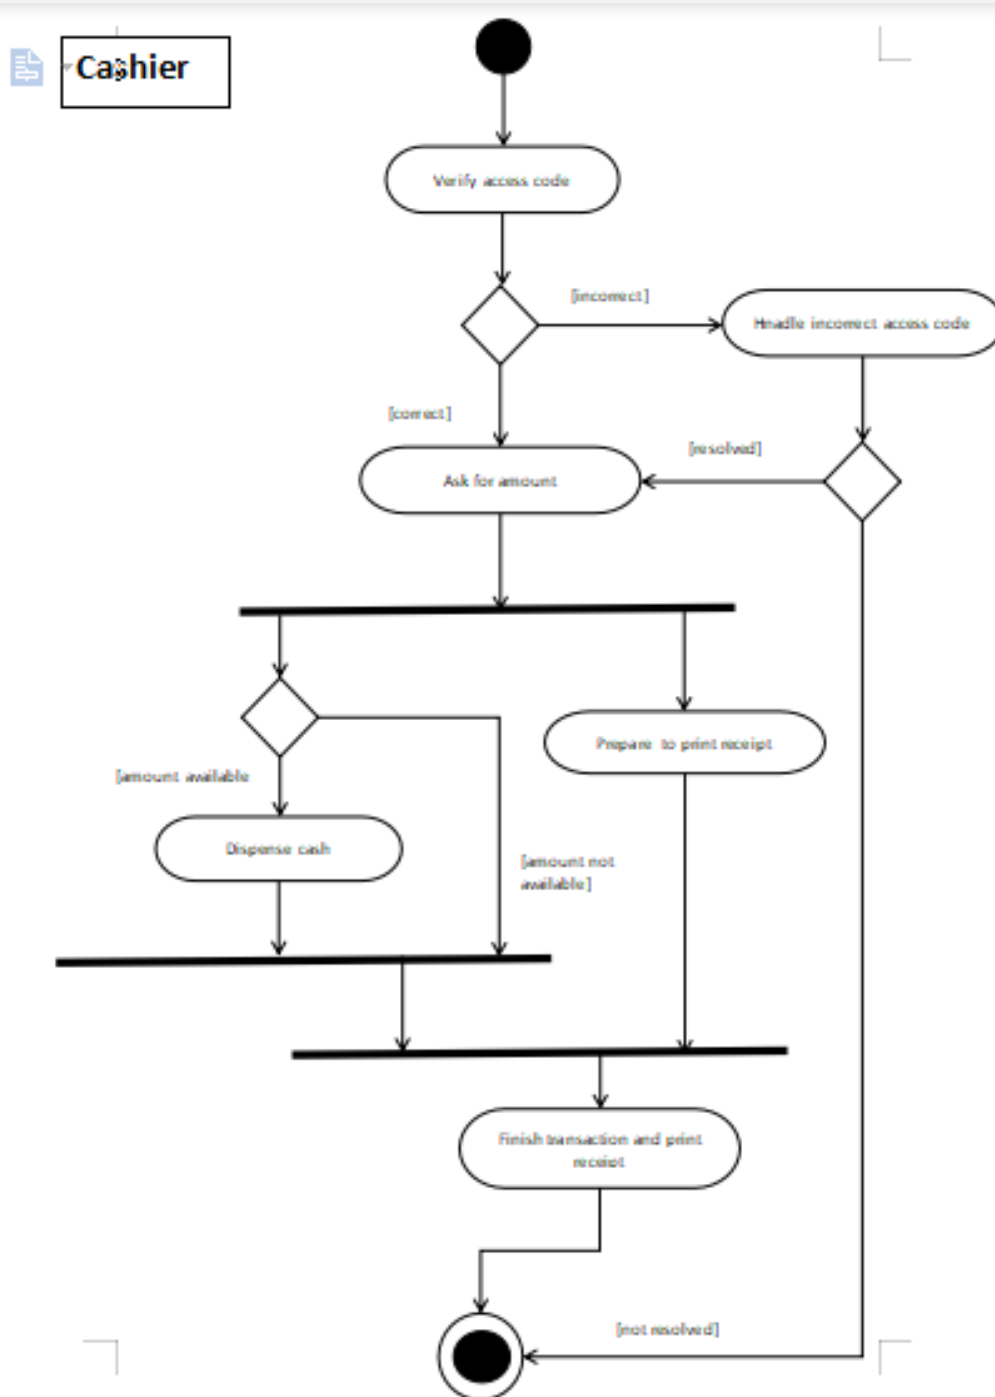 Cashier
Verify access code
[incorrect]
Hnadle incorrect access code
[correct]
[resolved]
Ask for amount
Prepare to print receipt
[amount available
Dispense cash
[amount not
available]
Finish transaction and print
receipt
[not resolved]